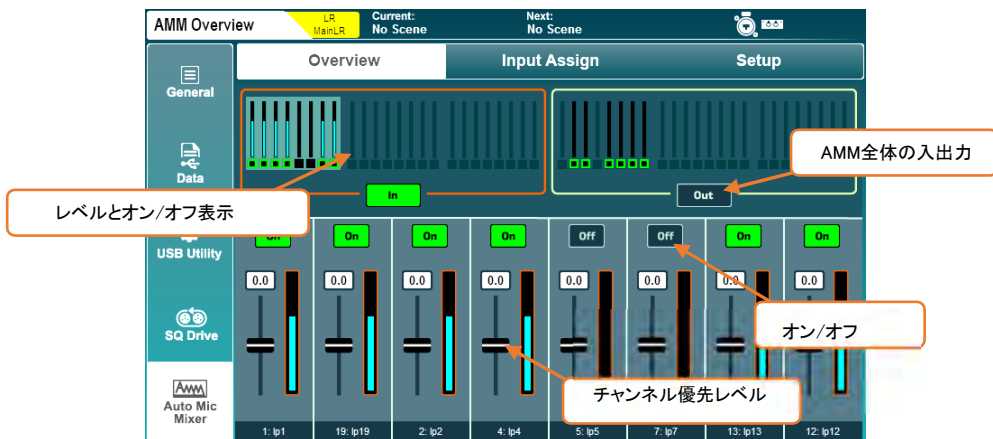 AMM Overview
LR
MainLR
Current:
No Scene
Next:
No Scene
Overview
Input Assign
Setup
General
Data
USB Utility
SQ Drive
Auto Mic
Mixer
In
Out
AMM全体の入出力
レベルとオン/オフ表示
On
On
On
On
Off
Off
On
On
0.0
0.0
0.0
0.0
0.0
0.0
0.0
0.0
オン/オフ
チャンネル優先レベル
1: Ip1
19: Ip19
2: Ip2
4: Ip4
5: Ip5
7: Ip7
13: Ip13
12: Ip12